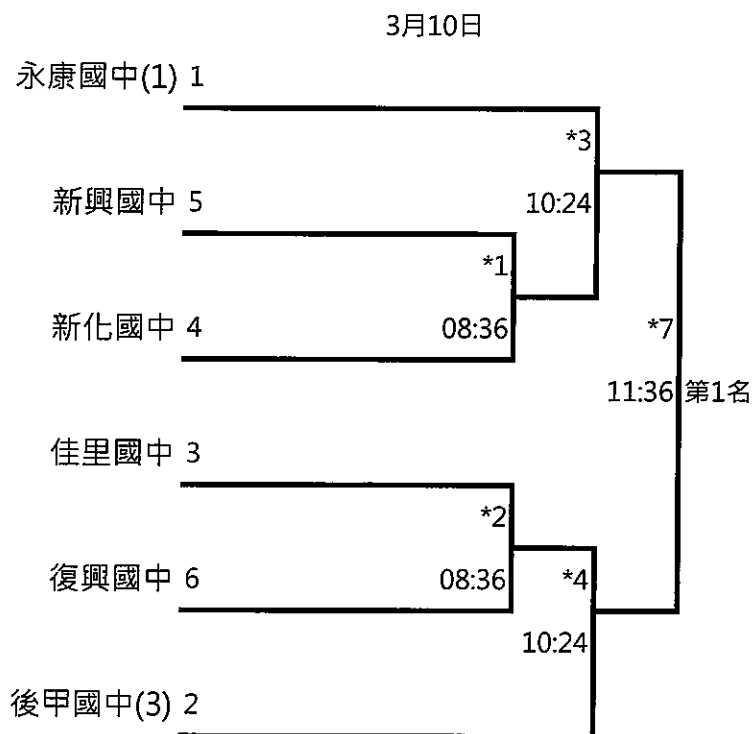 3月10日
永康國中(1) 1
*3
新興國中 5
10:24
*1
新化國中 4
08:36
*7
11:36 第1名
佳里國中 3
*2
復興國中 6
08:36
*4
10:24
後甲國中(3) 2